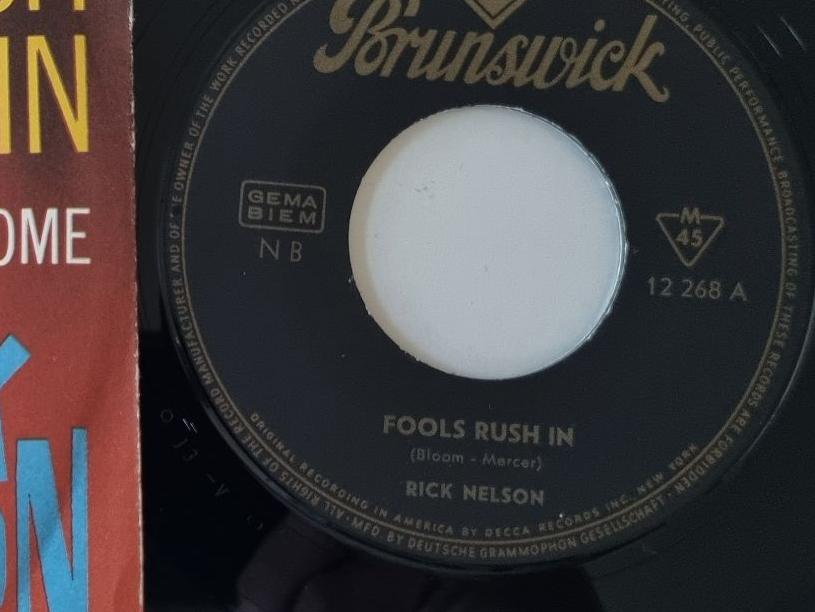 IN
OME
N
Brunswick
GEMA
BIEM
NB
M
45
12 268 A
FOOLS RUSH IN
(Bloom - Mercer)
RICK NELSON
ORIGINAL RECORDING IN AMERICA BY DECCA RECORDS INC., NEW YORK
MANUFACTURER AND OF THE OWNER OF THE WORK RECORDED
PUBLIC PERFORMANCE BROADCASTING OF THESE RECORDS ARE FORBIDDEN
· MFD. BY DEUTSCHE GRAMMOPHON GESELLSCHAFT ·
ALL RIGHTS OF THE RECORD